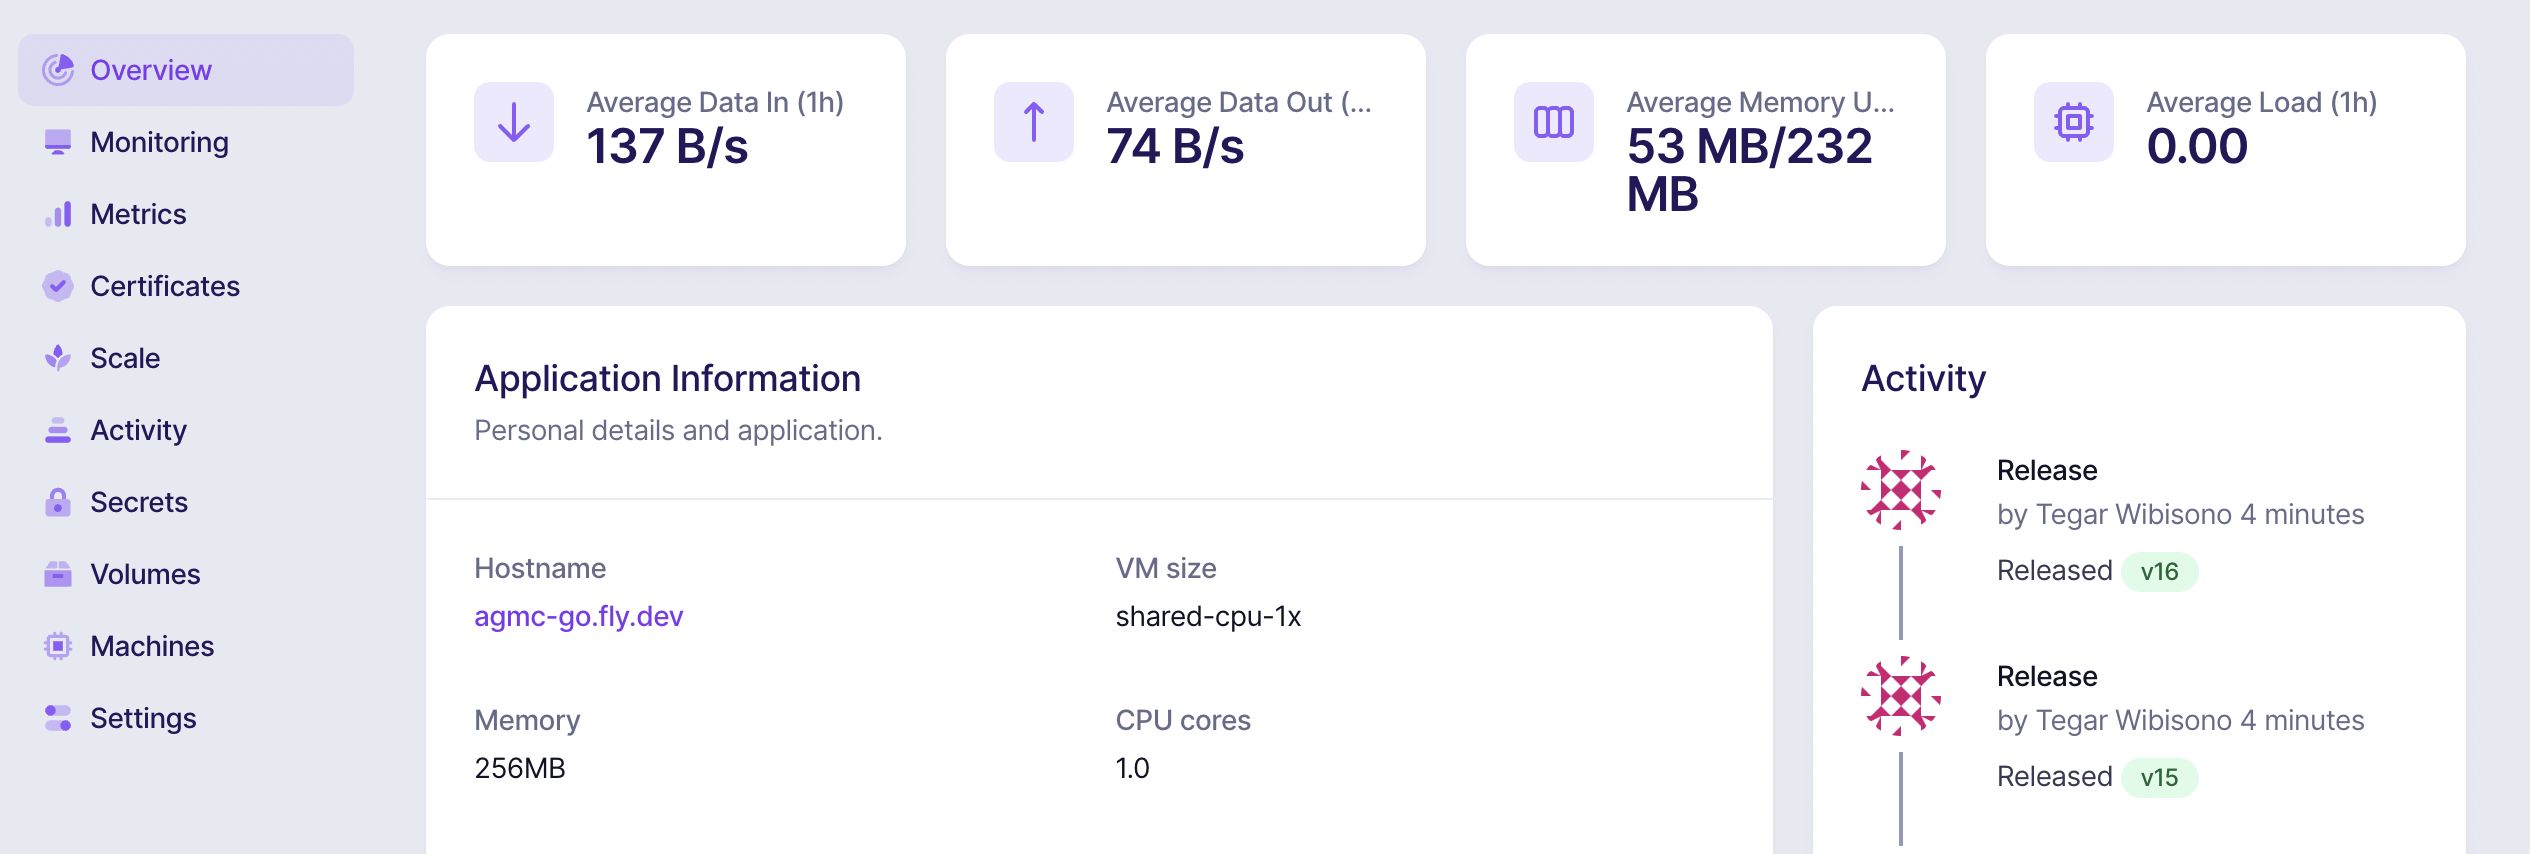 Overview
Monitoring
Metrics
Certificates
Scale
Activity
Secrets
Volumes
Machines
Settings
Average Data In (1h)
137 B/s
Average Data Out (...
74 B/s
Average Memory U...
53 MB/232
MB
Average Load (1h)
0.00
Application Information
Personal details and application.
Hostname
agmc-go.fly.dev
VM size
shared-cpu-1x
Memory
256MB
CPU cores
1.0
Activity
Release
by Tegar Wibisono 4 minutes
Released v16
Release
by Tegar Wibisono 4 minutes
Released v15